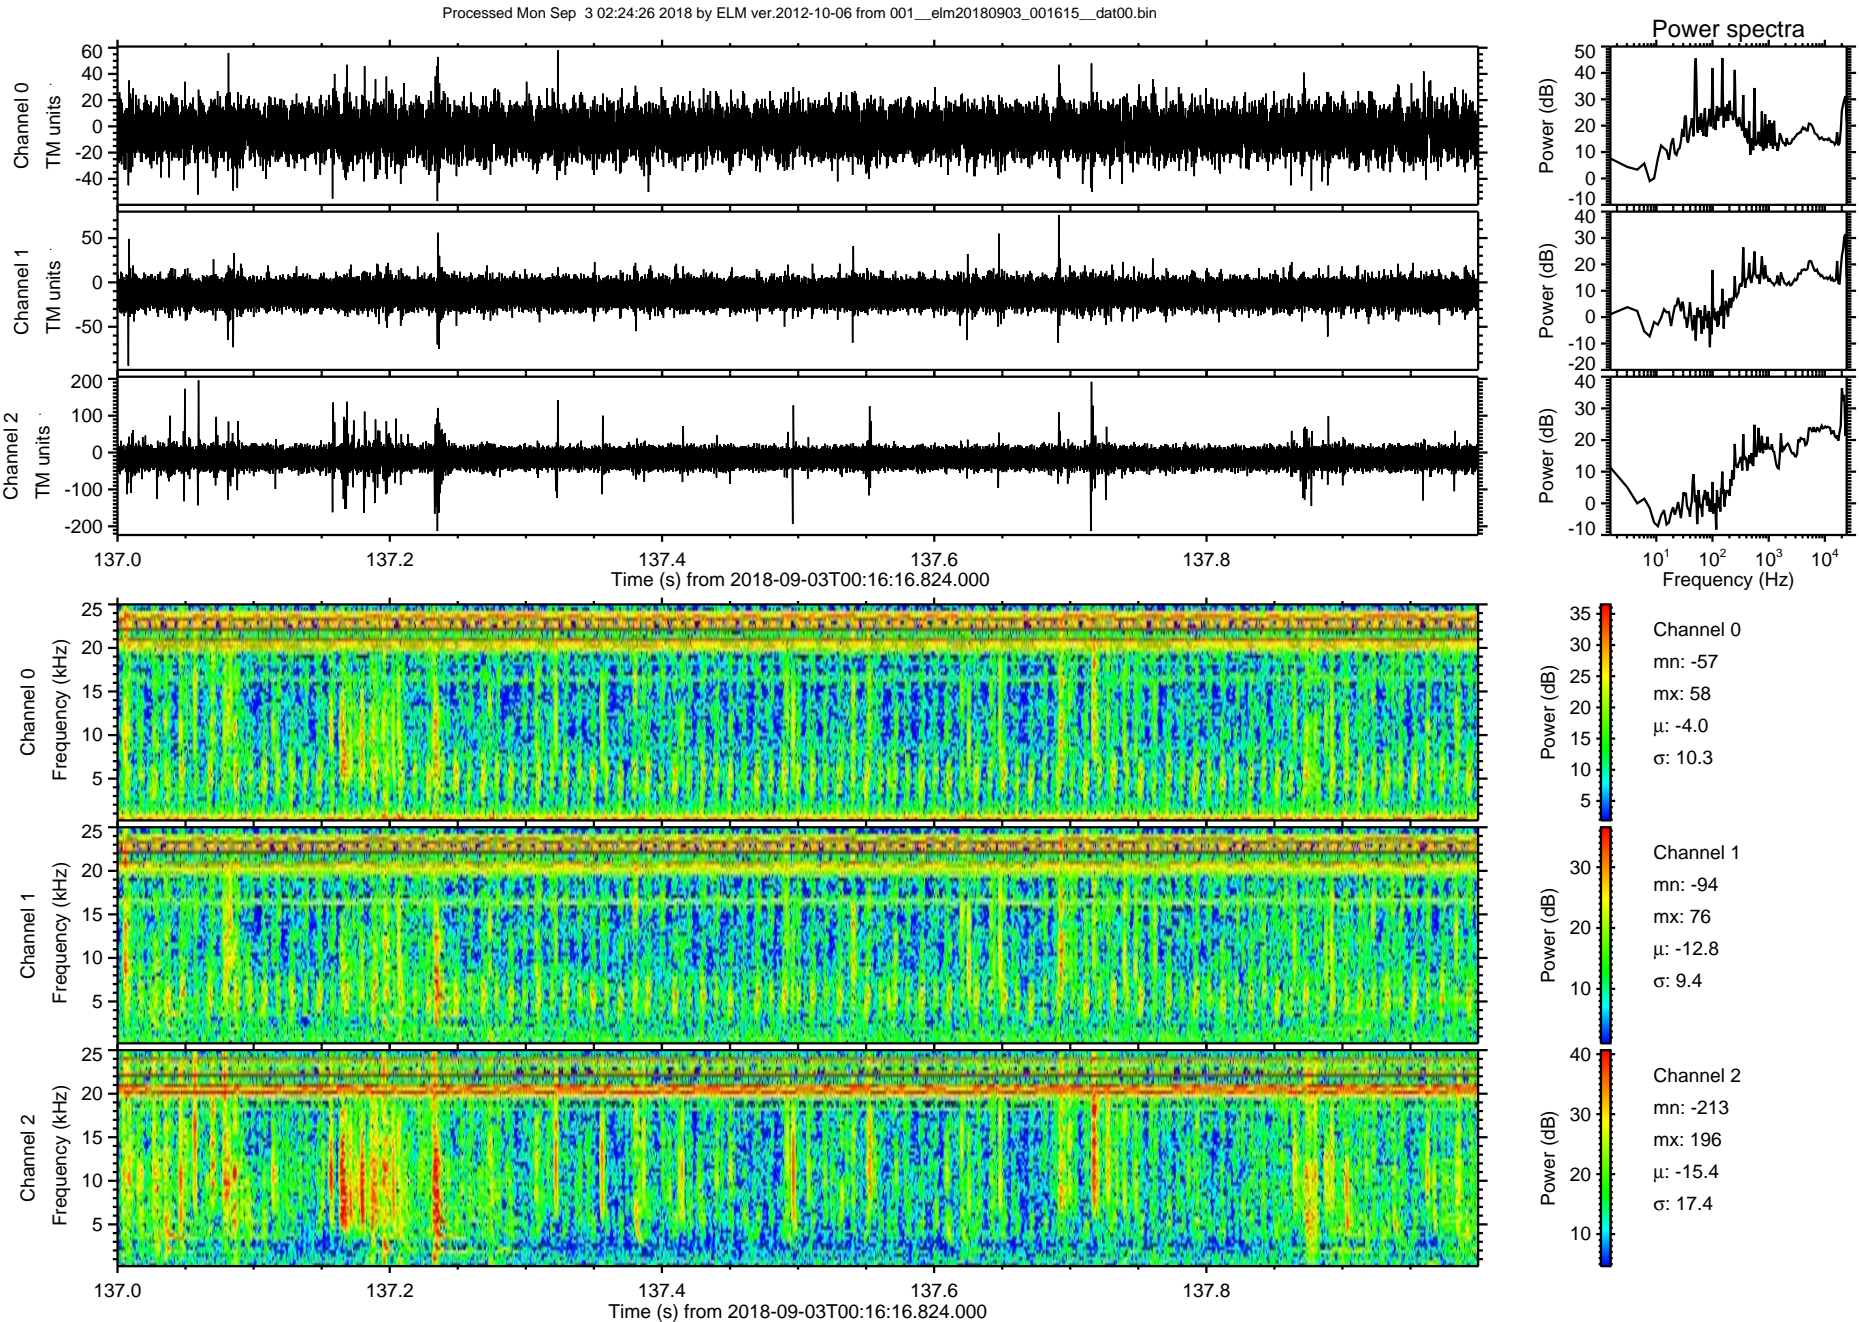 Processed Mon Sep  3 02:24:26 2018 by ELM ver.2012-10-06 from 001__elm20180903_001615__dat00.bin
Power spectra
Channel 0
TM units
60
40
20
0
-20
-40
Power (dB)
50
40
30
20
10
0
-10
Channel 1
TM units
50
0
-50
Power (dB)
40
30
20
10
0
-10
-20
Channel 2
TM units
200
100
0
-100
-200
Power (dB)
40
30
20
10
0
-10
137.0 137.2 137.4 137.6 137.8
Time (s) from 2018-09-03T00:16:16.824.000
10^1 10^2 10^3 10^4
Frequency (Hz)
Channel 0
Frequency (kHz)
25
20
15
10
5
Power (dB)
35
30
25
20
15
10
5
Channel 0
mn: -57
mx: 58
μ: -4.0
σ: 10.3
Channel 1
Frequency (kHz)
25
20
15
10
5
Power (dB)
30
20
10
Channel 1
mn: -94
mx: 76
μ: -12.8
σ: 9.4
Channel 2
Frequency (kHz)
25
20
15
10
5
Power (dB)
40
30
20
10
Channel 2
mn: -213
mx: 196
μ: -15.4
σ: 17.4
137.0 137.2 137.4 137.6 137.8
Time (s) from 2018-09-03T00:16:16.824.000